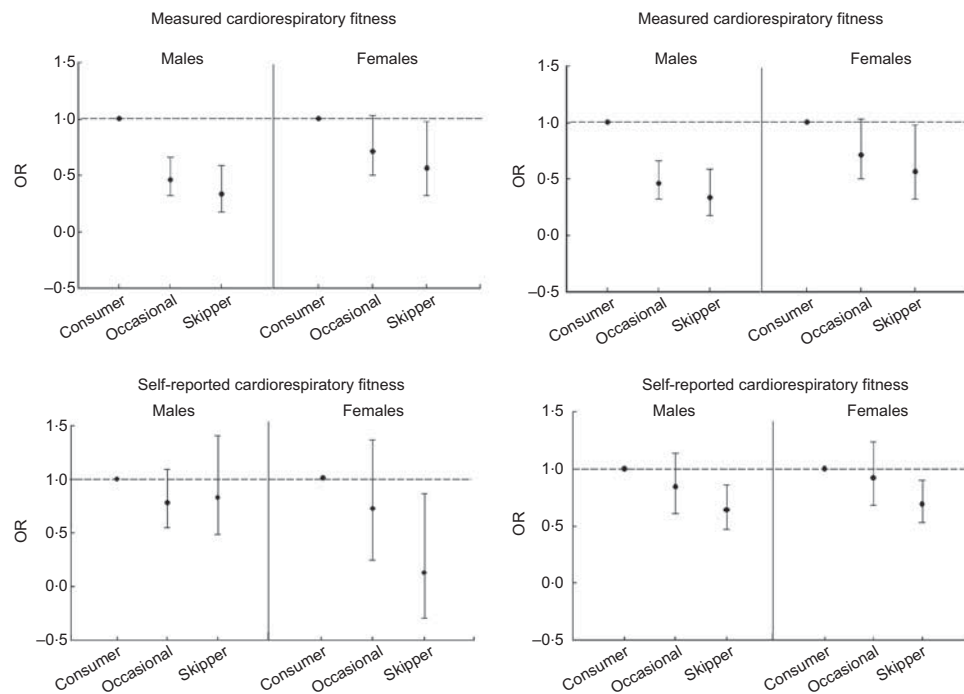 Measured cardiorespiratory fitness
Males Females
1·5
1·0
0·5
0·0
–0·5
OR
Consumer Occasional Skipper Consumer Occasional Skipper
Measured cardiorespiratory fitness
Males Females
1·5
1·0
0·5
0·0
–0·5
OR
Consumer Occasional Skipper Consumer Occasional Skipper
Self-reported cardiorespiratory fitness
Males Females
1·5
1·0
0·5
0·0
–0·5
OR
Consumer Occasional Skipper Consumer Occasional Skipper
Self-reported cardiorespiratory fitness
Males Females
1·5
1·0
0·5
0·0
–0·5
OR
Consumer Occasional Skipper Consumer Occasional Skipper